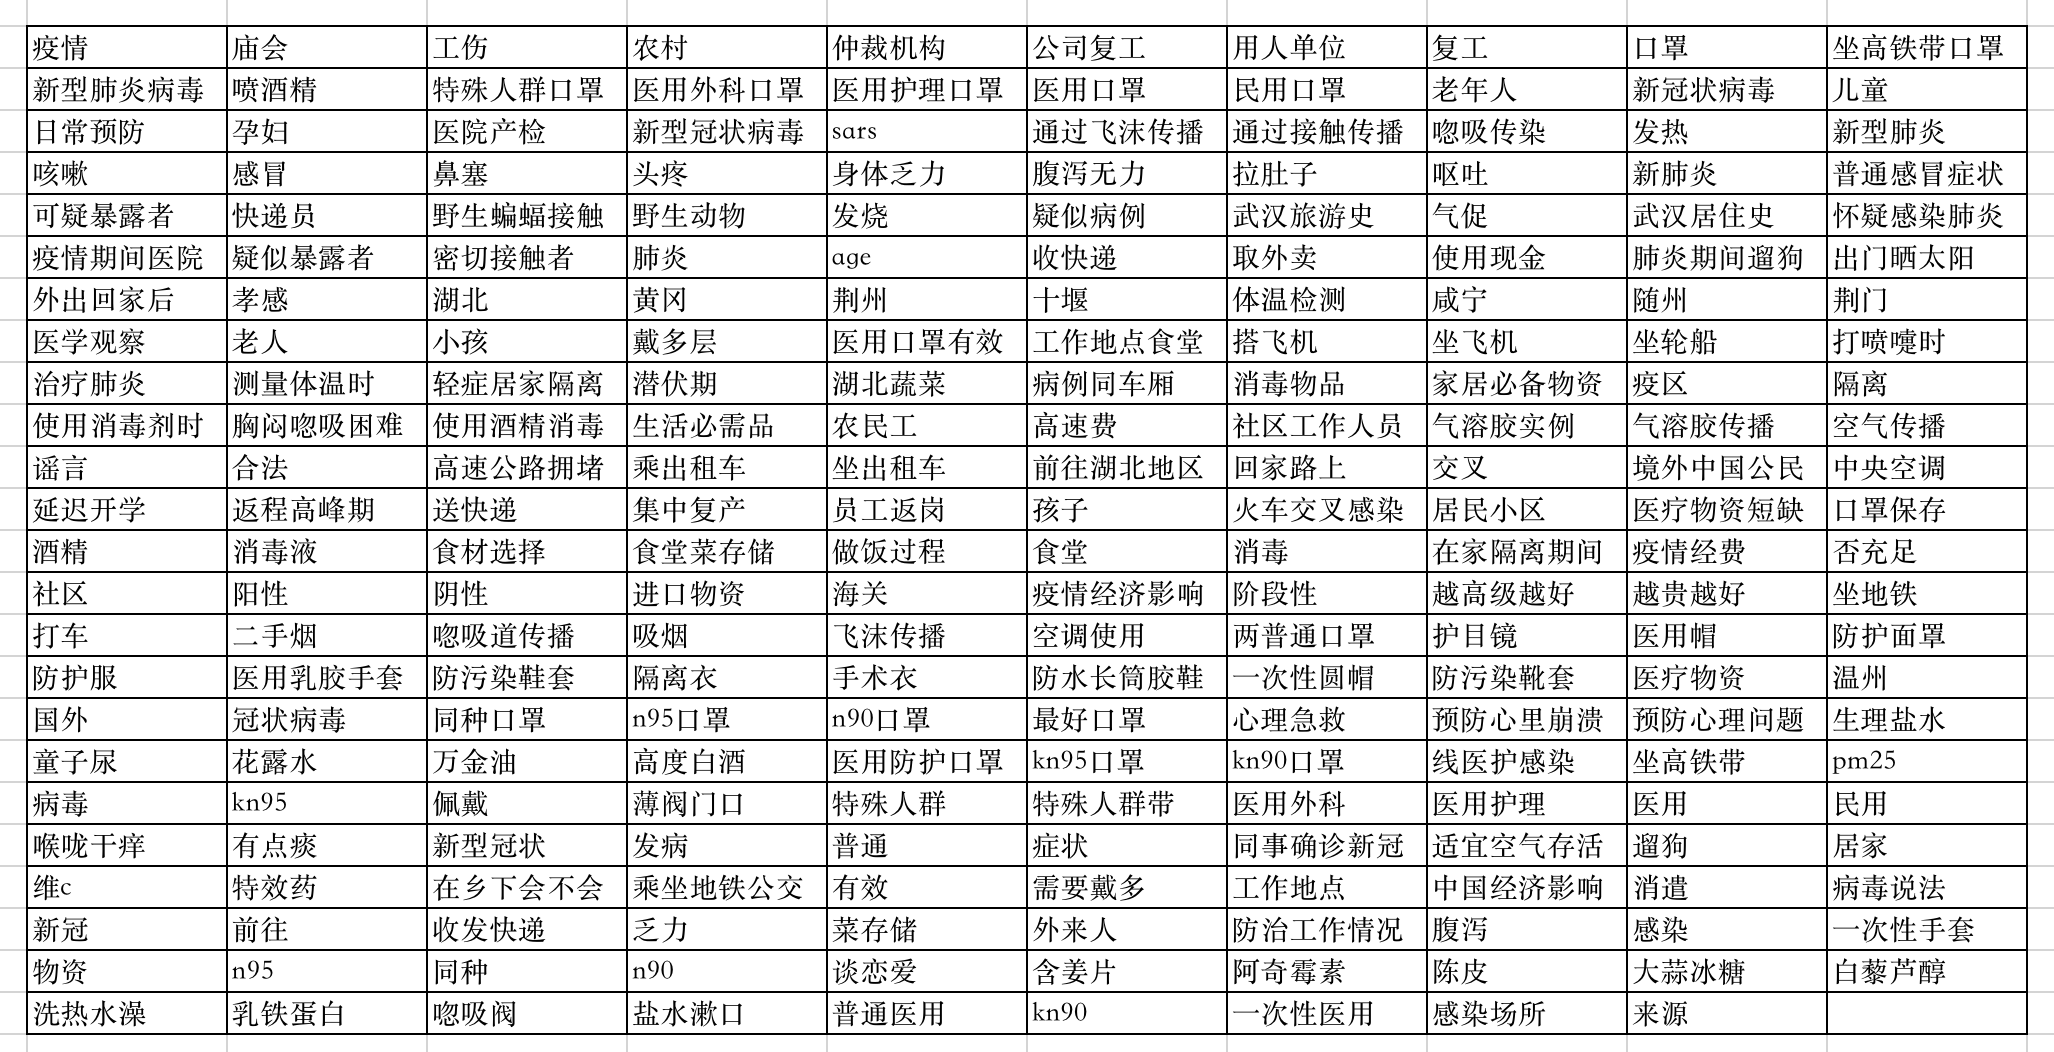 疫情 庙会 工伤 农村 仲裁机构 公司复工 用人单位 复工 口罩 坐高铁带口罩
新型肺炎病毒 喷酒精 特殊人群口罩 医用外科口罩 医用护理口罩 医用口罩 民用口罩 老年人 新冠状病毒 儿童
日常预防 孕妇 医院产检 新型冠状病毒 sars 通过飞沫传播 通过接触传播 唿吸传染 发热 新型肺炎
咳嗽 感冒 鼻塞 头疼 身体乏力 腹泻无力 拉肚子 呕吐 新肺炎 普通感冒症状
可疑暴露者 快递员 野生蝙蝠接触 野生动物 发烧 疑似病例 武汉旅游史 气促 武汉居住史 怀疑感染肺炎
疫情期间医院 疑似暴露者 密切接触者 肺炎 age 收快递 取外卖 使用现金 肺炎期间遛狗 出门晒太阳
外出回家后 孝感 湖北 黄冈 荆州 十堰 体温检测 咸宁 随州 荆门
医学观察 老人 小孩 戴多层 医用口罩有效 工作地点食堂 搭飞机 坐飞机 坐轮船 打喷嚏时
治疗肺炎 测量体温时 轻症居家隔离 潜伏期 湖北蔬菜 病例同车厢 消毒物品 家居必备物资 疫区 隔离
使用消毒剂时 胸闷唿吸困难 使用酒精消毒 生活必需品 农民工 高速费 社区工作人员 气溶胶实例 气溶胶传播 空气传播
谣言 合法 高速公路拥堵 乘出租车 坐出租车 前往湖北地区 回家路上 交叉 境外中国公民 中央空调
延迟开学 返程高峰期 送快递 集中复产 员工返岗 孩子 火车交叉感染 居民小区 医疗物资短缺 口罩保存
酒精 消毒液 食材选择 食堂菜存储 做饭过程 食堂 消毒 在家隔离期间 疫情经费 否充足
社区 阳性 阴性 进口物资 海关 疫情经济影响 阶段性 越高级越好 越贵越好 坐地铁
打车 二手烟 唿吸道传播 吸烟 飞沫传播 空调使用 两普通口罩 护目镜 医用帽 防护面罩
防护服 医用乳胶手套 防污染鞋套 隔离衣 手术衣 防水长筒胶鞋 一次性圆帽 防污染靴套 医疗物资 温州
国外 冠状病毒 同种口罩 n95口罩 n90口罩 最好口罩 心理急救 预防心里崩溃 预防心理问题 生理盐水
童子尿 花露水 万金油 高度白酒 医用防护口罩 kn95口罩 kn90口罩 线医护感染 坐高铁带 pm25
病毒 kn95 佩戴 薄阀门口 特殊人群 特殊人群带 医用外科 医用护理 医用 民用
喉咙干痒 有点痰 新型冠状 发病 普通 症状 同事确诊新冠 适宜空气存活 遛狗 居家
维c 特效药 在乡下会不会 乘坐地铁公交 有效 需要戴多 工作地点 中国经济影响 消遣 病毒说法
新冠 前往 收发快递 乏力 菜存储 外来人 防治工作情况 腹泻 感染 一次性手套
物资 n95 同种 n90 谈恋爱 含姜片 阿奇霉素 陈皮 大蒜冰糖 白藜芦醇
洗热水澡 乳铁蛋白 唿吸阀 盐水漱口 普通医用 kn90 一次性医用 感染场所 来源